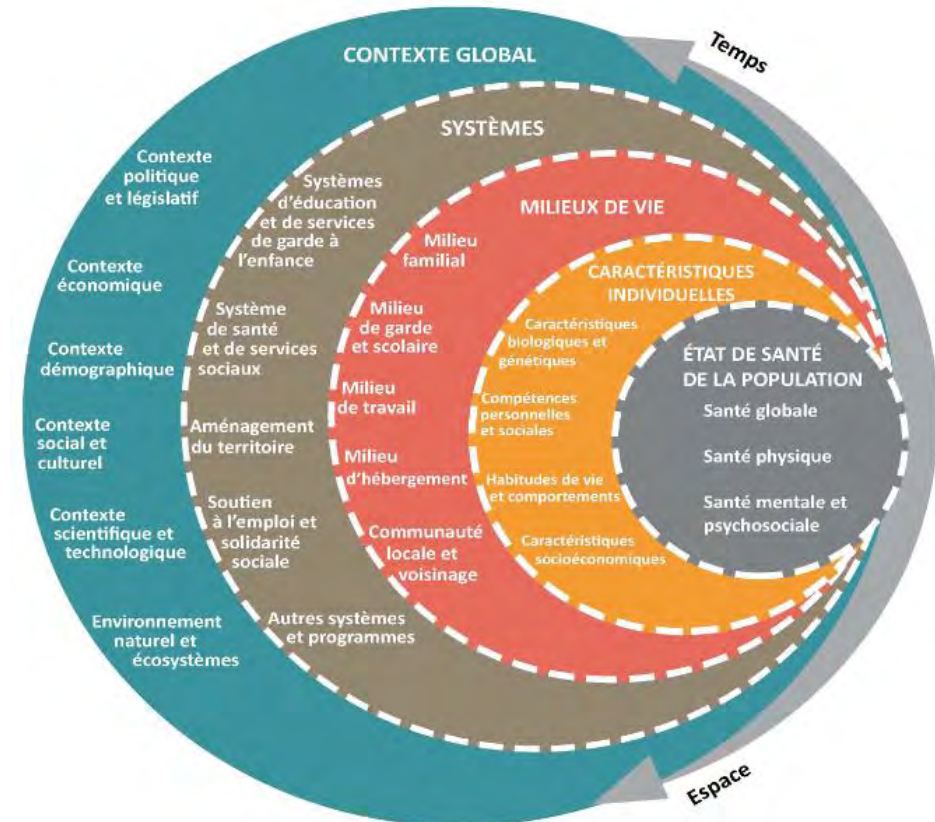 Temps
CONTEXTE GLOBAL
Contexte
politique
et législatif
Contexte
économique
Contexte
démographique
Contexte
social et
culturel
Contexte
scientifique et
technologique
Environnement
naturel et
écosystèmes
SYSTÈMES
Systèmes
d'éducation
et de services
de garde à
l'enfance
Système
de santé
et de services
sociaux
Aménagement
du territoire
Soutien
à l'emploi et
solidarité
sociale
Autres systèmes
et programmes
MILIEUX DE VIE
Milieu
familial
Milieu
de garde
et scolaire
Milieu
de travail
Milieu
d'hébergement
Communauté
locale et
voisinage
CARACTÉRISTIQUES
INDIVIDUELLES
Caractéristiques
biologiques et
génétiques
Compétences
personnelles
et sociales
Habitudes de vie
et comportements
Caractéristiques
socioéconomiques
ÉTAT DE SANTÉ
DE LA POPULATION
Santé globale
Santé physique
Santé mentale et
psychosociale
Espace